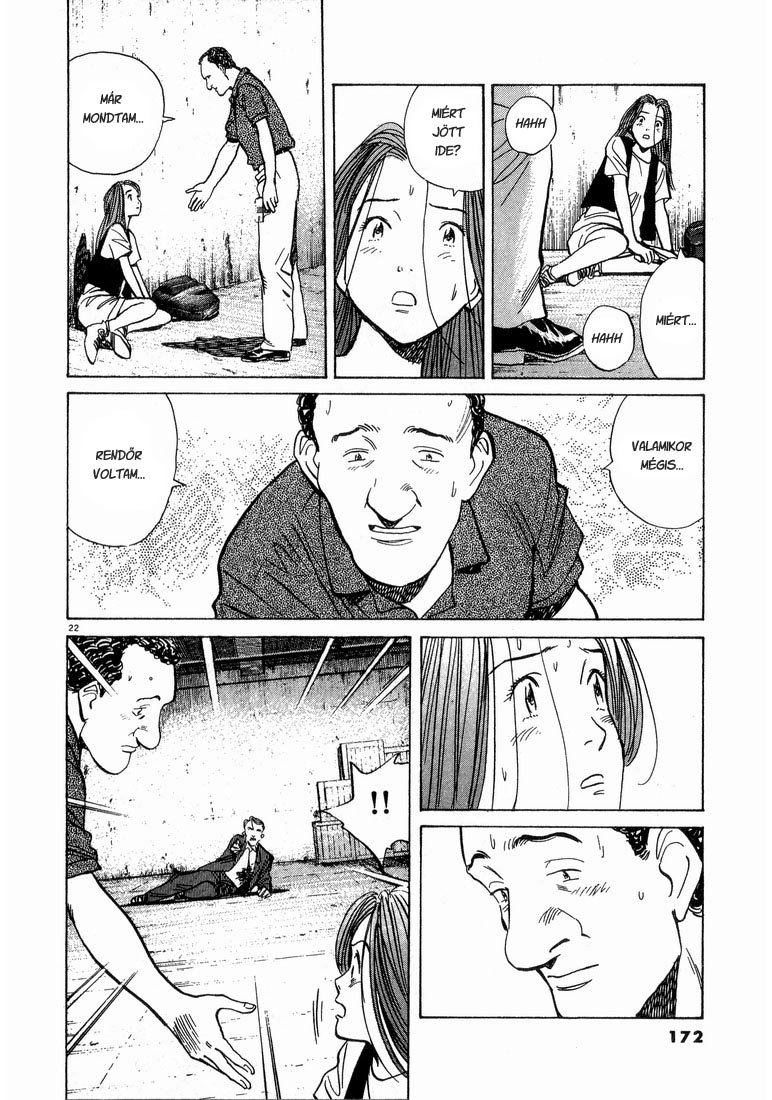 HAHH
MIÉRT...
HAHH
MIÉRT
JÖTT
IDE?
MÁR
MONDTAM...
VALAMIKOR
MÉGIS...
RENDŐR
VOLTAM...
22
!!
172